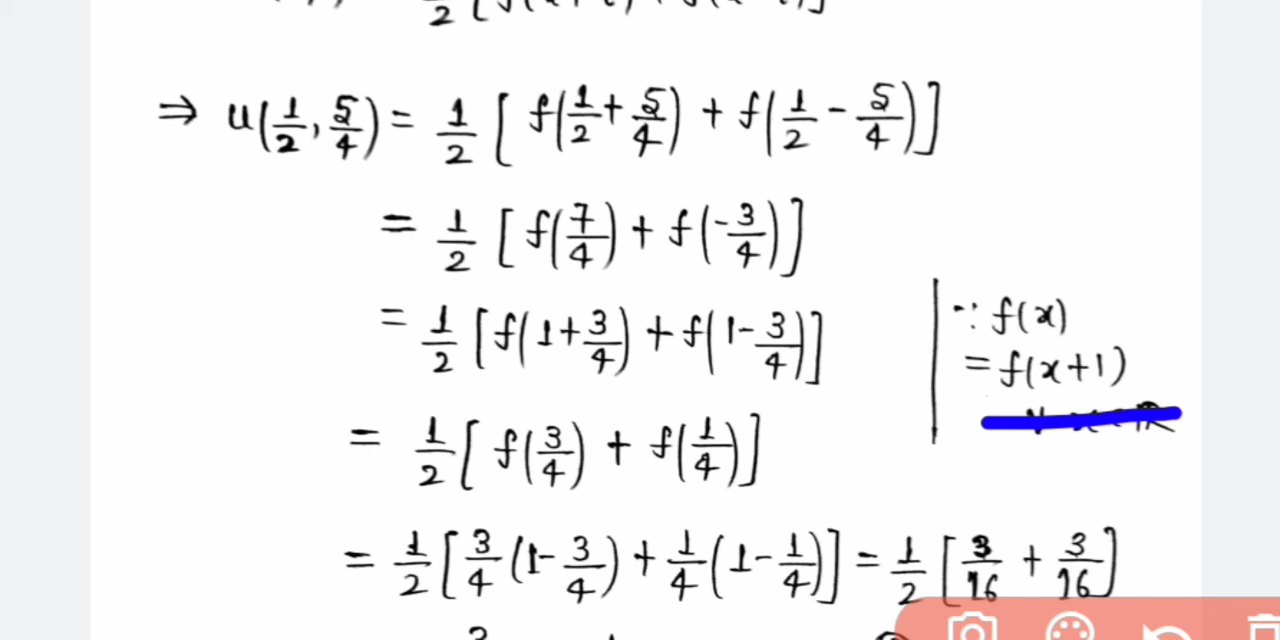 ⇒ u(1/2, 5/4) = 1/2 [ f(1/2 + 5/4) + f(1/2 - 5/4) ]
= 1/2 [ f(7/4) + f(-3/4) ]
= 1/2 [ f(1 + 3/4) + f(1 - 3/4) ]
∵ f(x)
= f(x+1)
= 1/2 [ f(3/4) + f(1/4) ]
= 1/2 [ 3/4 (1 - 3/4) + 1/4 (1 - 1/4) ] = 1/2 [ 3/16 + 3/16 ]